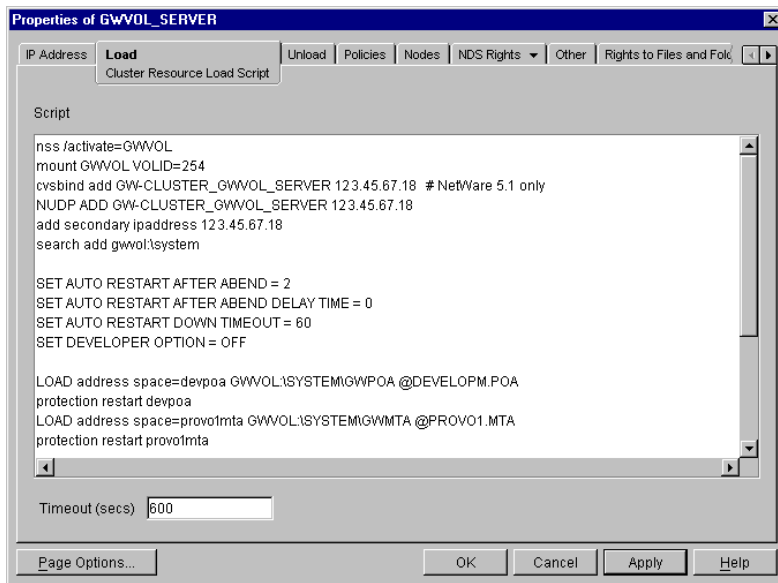 Properties of GWVOL_SERVER
IP Address
Load
Unload
Policies
Nodes
NDS Rights
Other
Rights to Files and Fold
Cluster Resource Load Script
Script
nss /activate=GWVOL
mount GWVOL VOLID=254
cvsbind add GW-CLUSTER_GWVOL_SERVER 123.45.67.18 # NetWare 5.1 only
NUDP ADD GW-CLUSTER_GWVOL_SERVER 123.45.67.18
add secondary ipaddress 123.45.67.18
search add gwvol:\system
SET AUTO RESTART AFTER ABEND = 2
SET AUTO RESTART AFTER ABEND DELAY TIME = 0
SET AUTO RESTART DOWN TIMEOUT = 60
SET DEVELOPER OPTION = OFF
LOAD address space=devpoa GWVOL:\SYSTEM\GWPOA @DEVELOPM.POA
protection restart devpoa
LOAD address space=provo1mta GWVOL:\SYSTEM\GWMTA @PROVO1.MTA
protection restart provo1mta
Timeout (secs) 600
Page Options...
OK
Cancel
Apply
Help